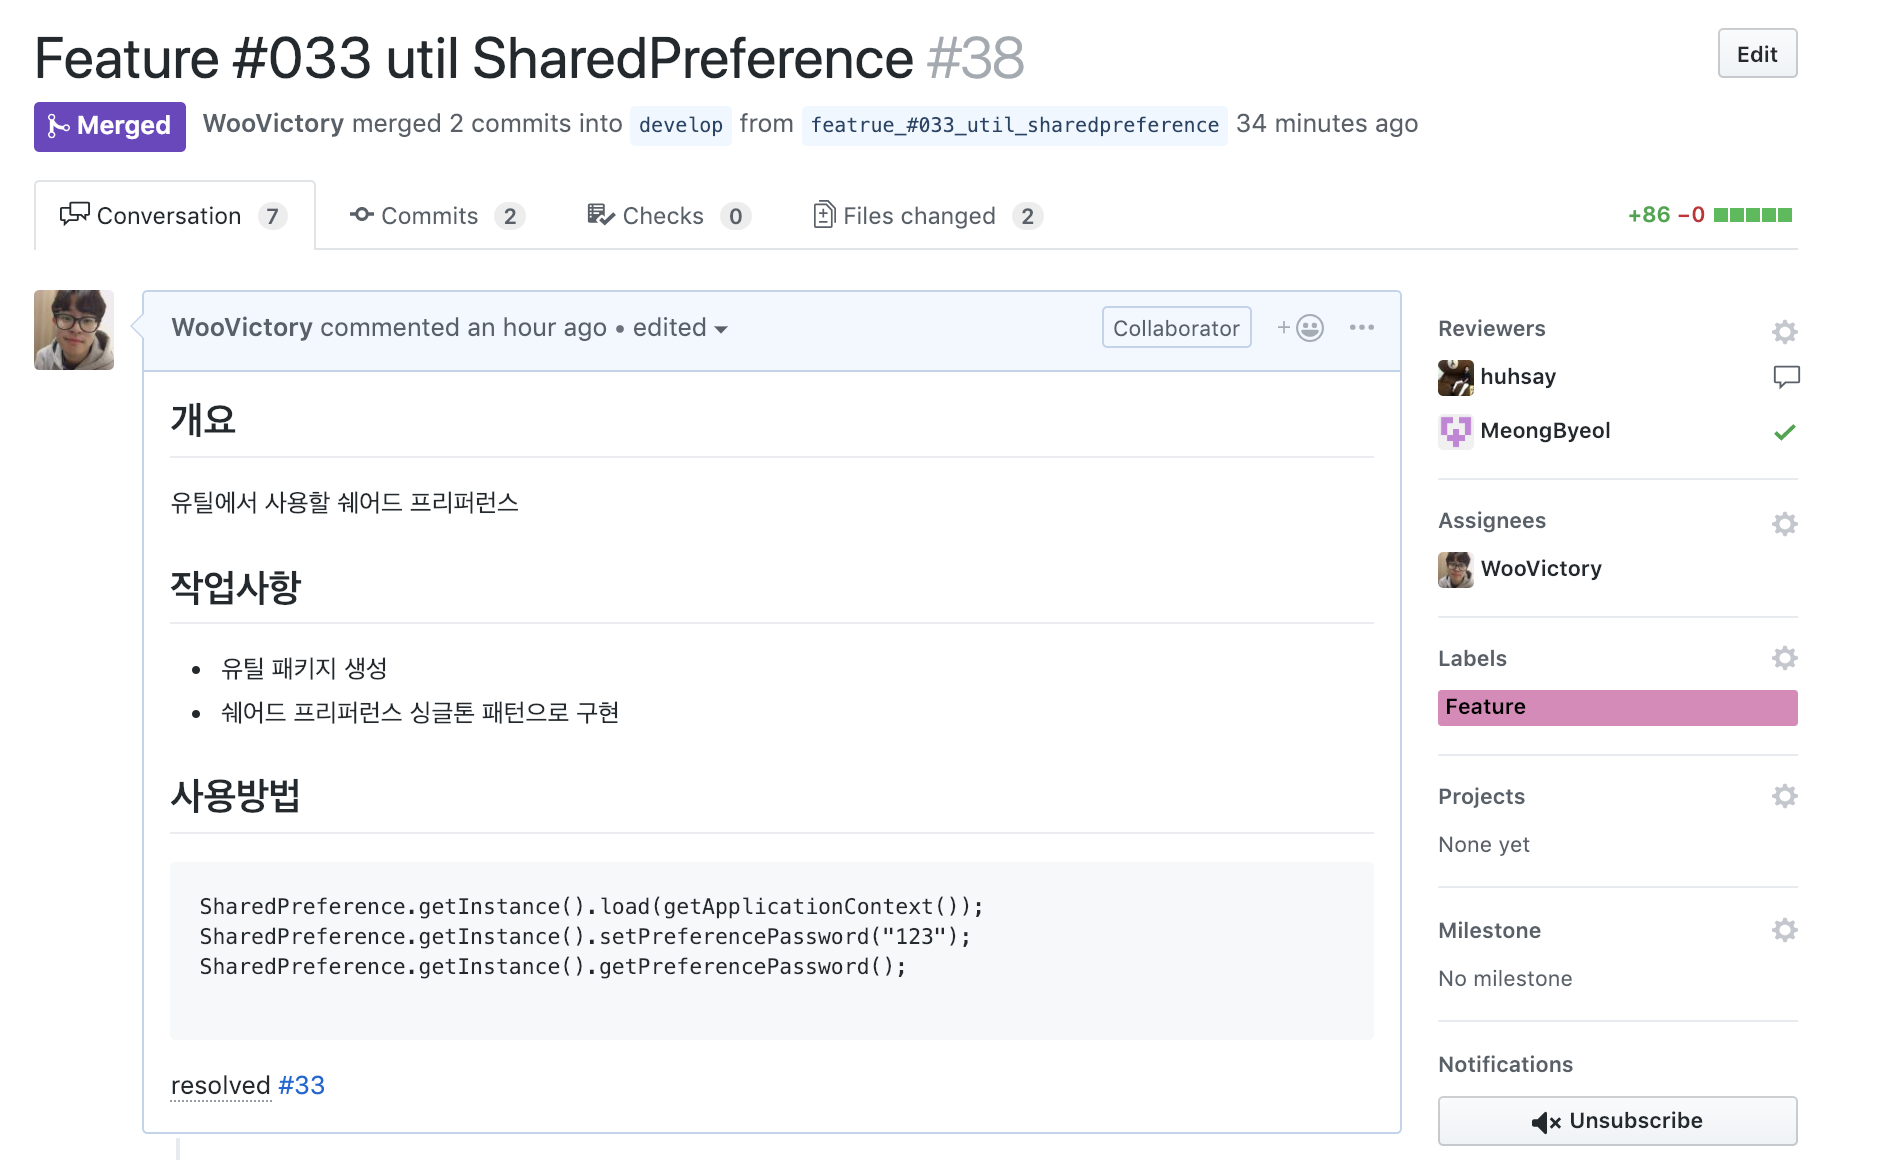 Feature #033 util SharedPreference #38
Edit
Merged WooVictory merged 2 commits into develop from featrue_#033_util_sharedpreference 34 minutes ago
Conversation 7 Commits 2 Checks 0 Files changed 2 +86 −0
WooVictory commented an hour ago • edited Collaborator
개요
유틸에서 사용할 쉐어드 프리퍼런스
작업사항
• 유틸 패키지 생성
• 쉐어드 프리퍼런스 싱글톤 패턴으로 구현
사용방법
SharedPreference.getInstance().load(getApplicationContext());
SharedPreference.getInstance().setPreferencePassword("123");
SharedPreference.getInstance().getPreferencePassword();
resolved #33
Reviewers
huhsay
MeongByeol
Assignees
WooVictory
Labels
Feature
Projects
None yet
Milestone
No milestone
Notifications
Unsubscribe